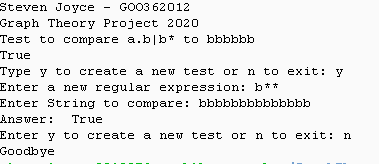 Steven Joyce - G00362012
Graph Theory Project 2020
Test to compare a.b|b* to bbbbbb
True
Type y to create a new test or n to exit: y
Enter a new regular expression: b**
Enter String to compare: bbbbbbbbbbbbbb
Answer:  True
Enter y to create a new test or n to exit: n
Goodbye